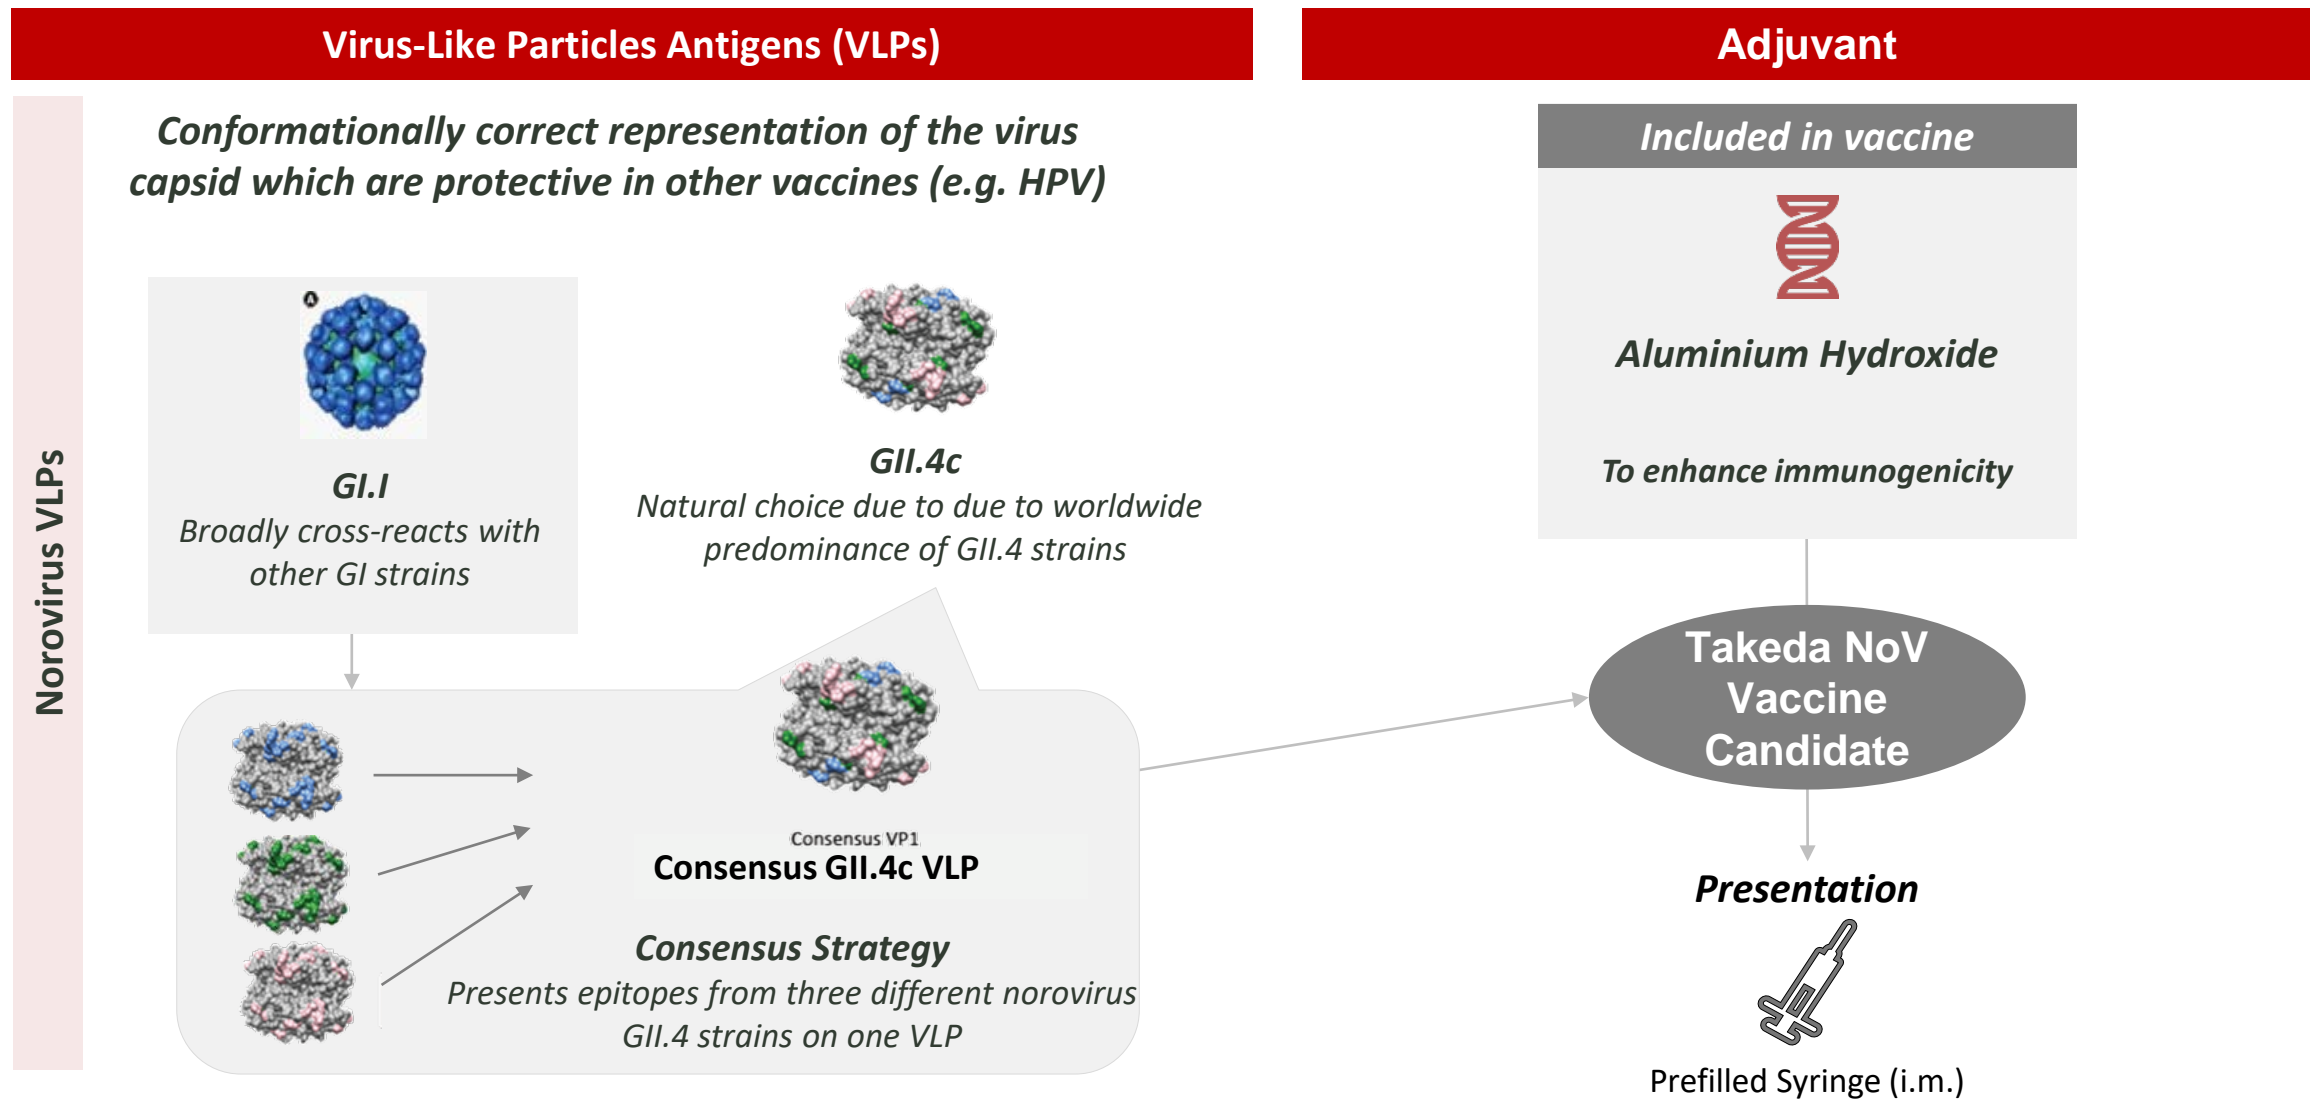 Virus-Like Particles Antigens (VLPs)
Adjuvant
Norovirus VLPs
Conformationally correct representation of the virus
capsid which are protective in other vaccines (e.g. HPV)
A
GI.I
Broadly cross-reacts with
other GI strains
GII.4c
Natural choice due to due to worldwide
predominance of GII.4 strains
Consensus VP1
Consensus GII.4c VLP
Consensus Strategy
Presents epitopes from three different norovirus
GII.4 strains on one VLP
Included in vaccine
Aluminium Hydroxide
To enhance immunogenicity
Takeda NoV
Vaccine
Candidate
Presentation
Prefilled Syringe (i.m.)